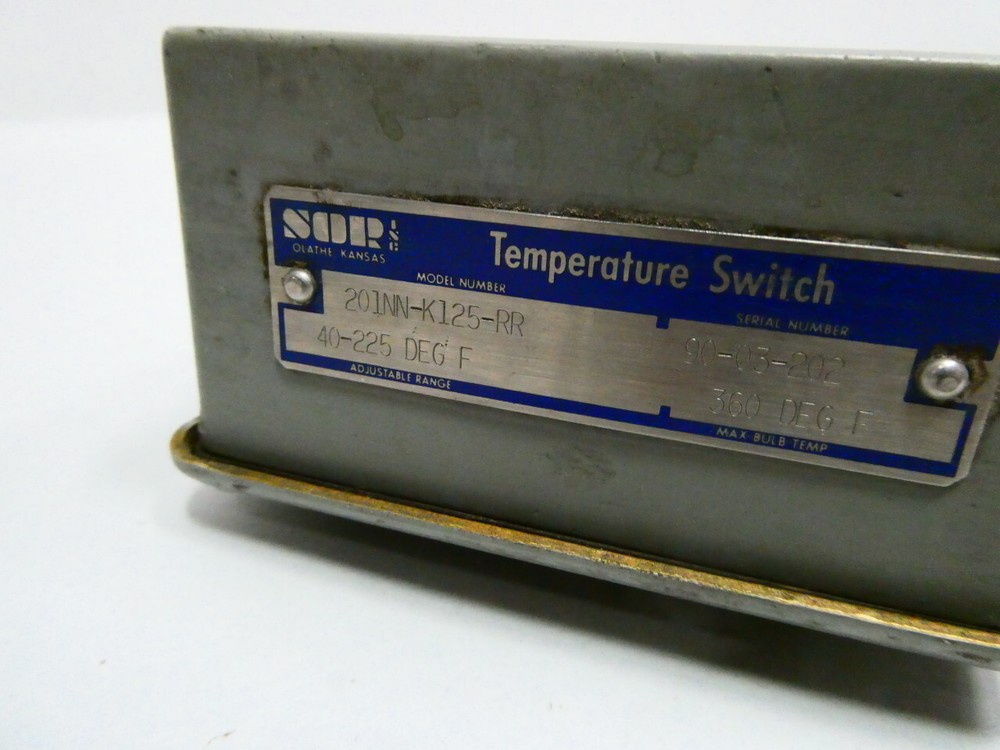 SOR INC
OLATHE KANSAS
Temperature Switch
MODEL NUMBER
201NN-K125-RR
SERIAL NUMBER
90-03-202
40-225 DEG F
ADJUSTABLE RANGE
360 DEG F
MAX BULB TEMP